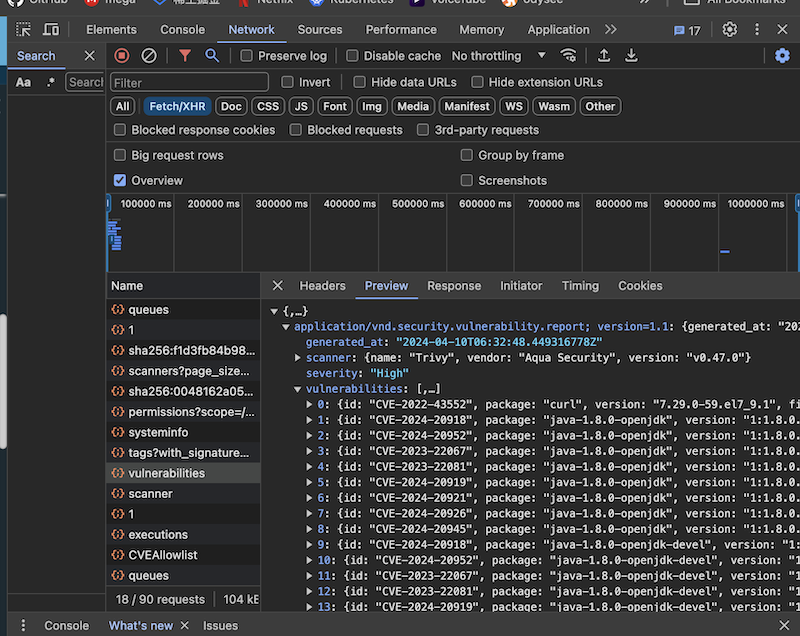 GitHub mega 稀土掘金 Netflix Kubernetes VoiceTube odysee All Bookmarks
Elements Console Network Sources Performance Memory Application 17
Search
Preserve log Disable cache No throttling
Aa .* Search
Filter Invert Hide data URLs Hide extension URLs
All Fetch/XHR Doc CSS JS Font Img Media Manifest WS Wasm Other
Blocked response cookies Blocked requests 3rd-party requests
Big request rows Group by frame
Overview Screenshots
100000 ms 200000 ms 300000 ms 400000 ms 500000 ms 600000 ms 700000 ms 800000 ms 900000 ms 1000000 ms
Name
Headers Preview Response Initiator Timing Cookies
queues
1
sha256:f1d3fb84b98...
scanners?page_size...
sha256:0048162a05...
permissions?scope=/...
systeminfo
tags?with_signature...
vulnerabilities
scanner
1
executions
CVEAllowlist
queues
{,…}
application/vnd.security.vulnerability.report; version=1.1: {generated_at: "202
generated_at: "2024-04-10T06:32:48.449316778Z"
scanner: {name: "Trivy", vendor: "Aqua Security", version: "v0.47.0"}
severity: "High"
vulnerabilities: [,…]
0: {id: "CVE-2022-43552", package: "curl", version: "7.29.0-59.el7_9.1", fi
1: {id: "CVE-2024-20918", package: "java-1.8.0-openjdk", version: "1:1.8.0.
2: {id: "CVE-2024-20952", package: "java-1.8.0-openjdk", version: "1:1.8.0.
3: {id: "CVE-2023-22067", package: "java-1.8.0-openjdk", version: "1:1.8.0.
4: {id: "CVE-2023-22081", package: "java-1.8.0-openjdk", version: "1:1.8.0.
5: {id: "CVE-2024-20919", package: "java-1.8.0-openjdk", version: "1:1.8.0.
6: {id: "CVE-2024-20921", package: "java-1.8.0-openjdk", version: "1:1.8.0.
7: {id: "CVE-2024-20926", package: "java-1.8.0-openjdk", version: "1:1.8.0.
8: {id: "CVE-2024-20945", package: "java-1.8.0-openjdk", version: "1:1.8.0.
9: {id: "CVE-2024-20918", package: "java-1.8.0-openjdk-devel", version: "1:
10: {id: "CVE-2024-20952", package: "java-1.8.0-openjdk-devel", version: "1
11: {id: "CVE-2023-22067", package: "java-1.8.0-openjdk-devel", version: "1
12: {id: "CVE-2023-22081", package: "java-1.8.0-openjdk-devel", version: "1
13: {id: "CVE-2024-20919", package: "java-1.8.0-openjdk-devel", version: "1
18 / 90 requests 104 kB
Console What's new Issues